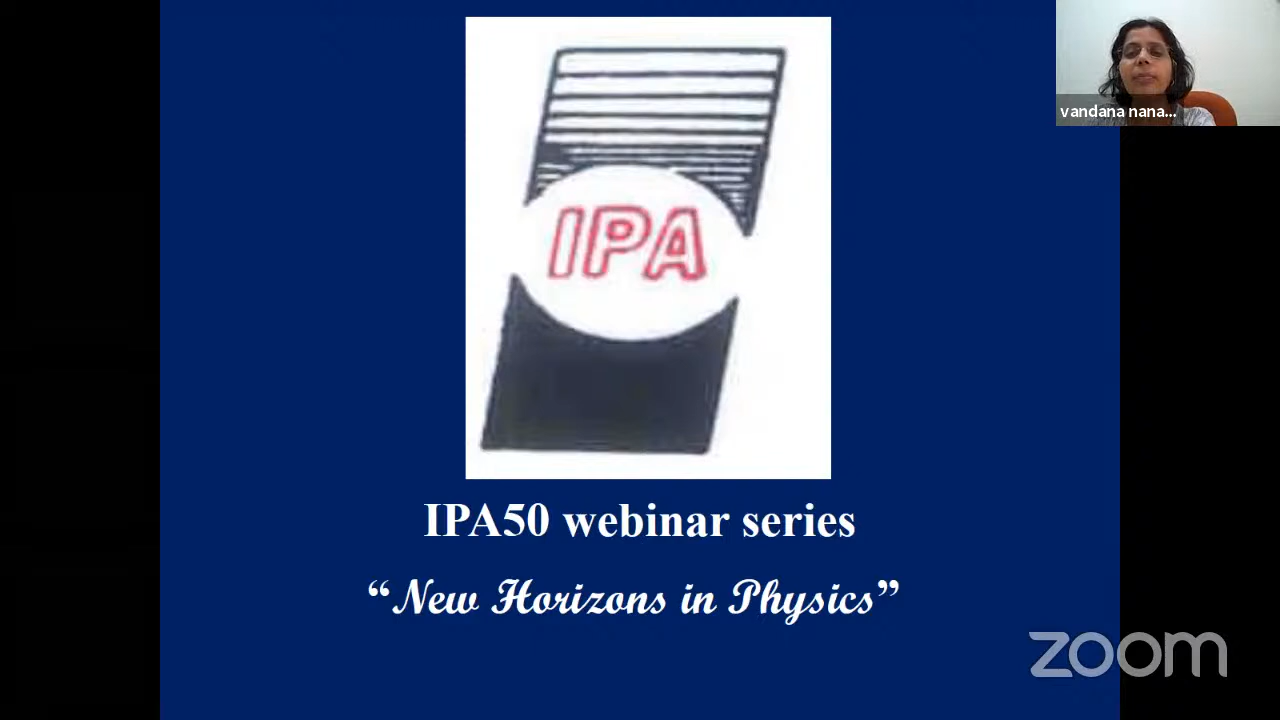 vandana nana...
IPA
IPA50 webinar series
“New Horizons in Physics”
zoom